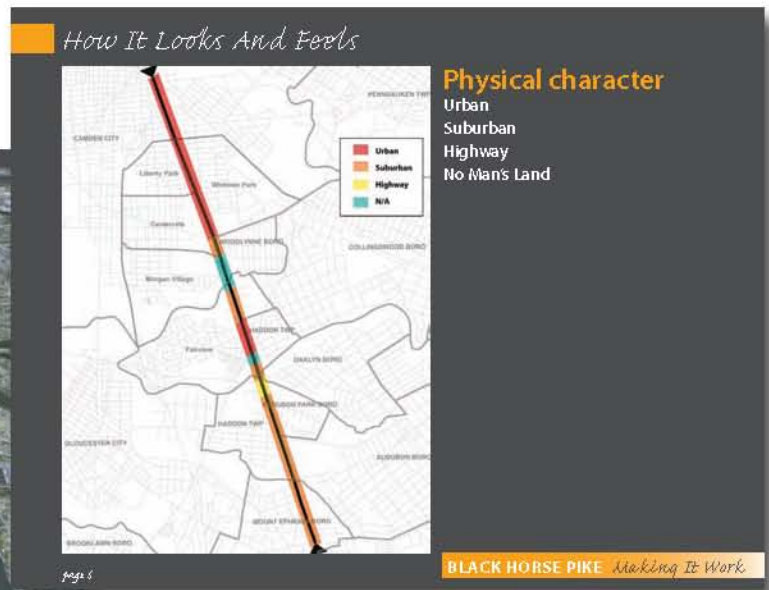 How It Looks And Feels
PENNSAUKEN TWP
CAMDEN CITY
Urban
Suburban
Highway
N/A
Liberty Park
Whitman Park
Centerville
WOODLYNNE BORO
COLLINGSWOOD BORO
Morgan Village
HADDON TWP
Fairview
OAKLYN BORO
AUDUBON PARK BORO
HADDON TWP
GLOUCESTER CITY
AUDUBON BORO
MOUNT EPHRAIM BORO
BROOKLAWN BORO
Physical character
Urban
Suburban
Highway
No Man's Land
page 6
BLACK HORSE PIKE Making It Work